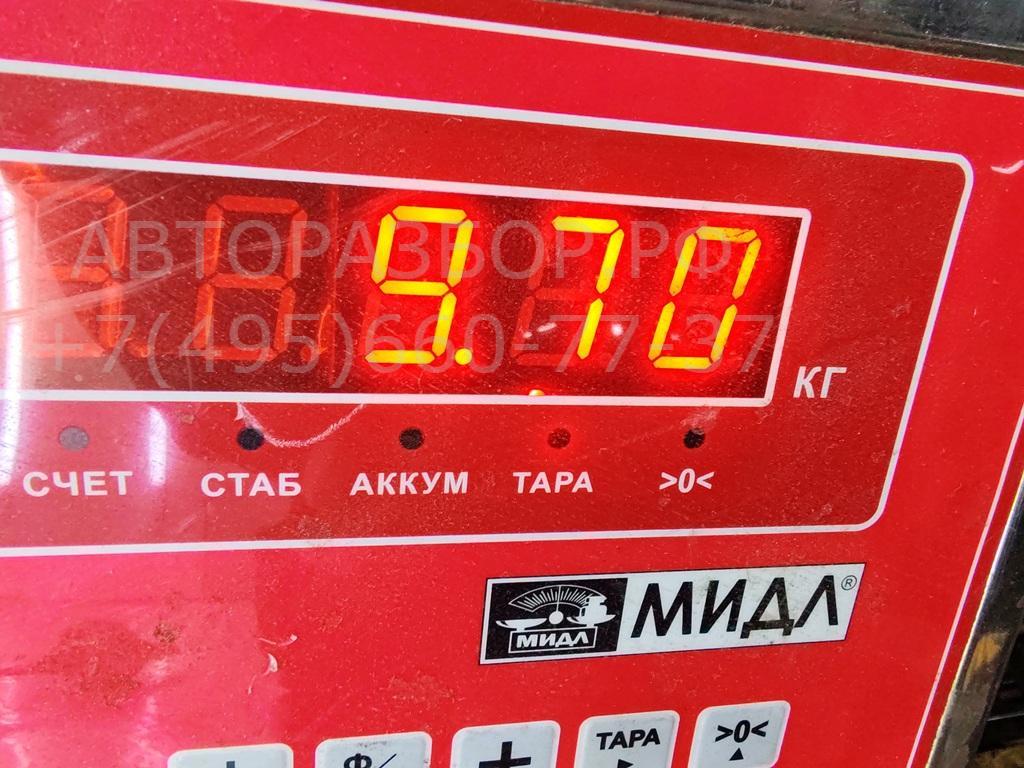 АВТОРАЗБОР.РФ
9.70
+7(495)660-77-37
КГ
СЧЕТ СТАБ АККУМ ТАРА >0<
МИДЛ МИДЛ®
ТАРА >0<